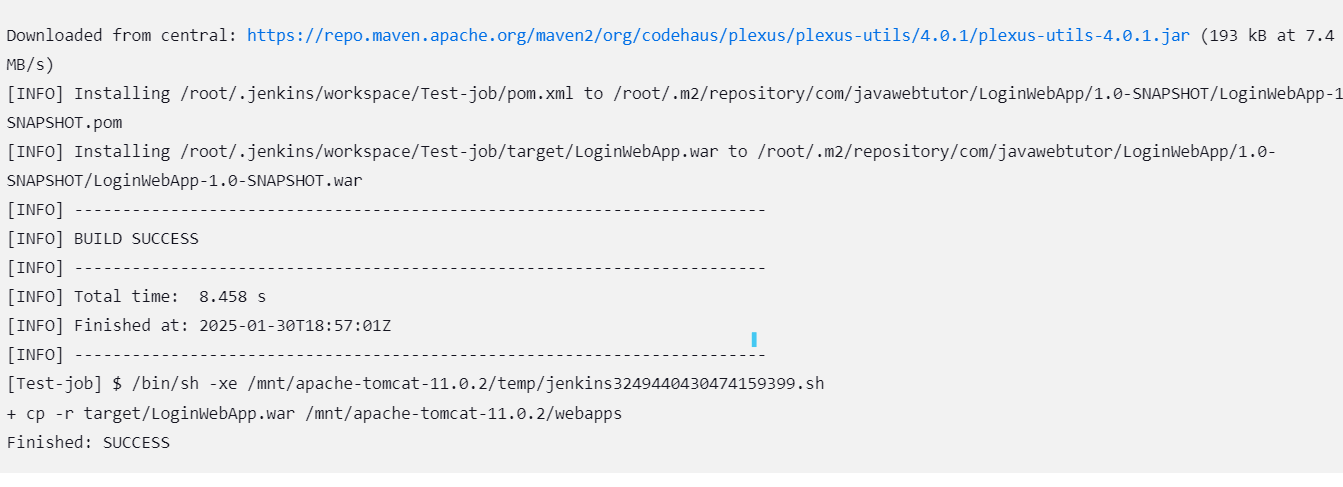 Downloaded from central: https://repo.maven.apache.org/maven2/org/codehaus/plexus/plexus-utils/4.0.1/plexus-utils-4.0.1.jar (193 kB at 7.4
MB/s)
[INFO] Installing /root/.jenkins/workspace/Test-job/pom.xml to /root/.m2/repository/com/javawebtutor/LoginWebApp/1.0-SNAPSHOT/LoginWebApp-1
SNAPSHOT.pom
[INFO] Installing /root/.jenkins/workspace/Test-job/target/LoginWebApp.war to /root/.m2/repository/com/javawebtutor/LoginWebApp/1.0-
SNAPSHOT/LoginWebApp-1.0-SNAPSHOT.war
[INFO] ------------------------------------------------------------------------
[INFO] BUILD SUCCESS
[INFO] ------------------------------------------------------------------------
[INFO] Total time:  8.458 s
[INFO] Finished at: 2025-01-30T18:57:01Z
[INFO] ------------------------------------------------------------------------
[Test-job] $ /bin/sh -xe /mnt/apache-tomcat-11.0.2/temp/jenkins3249440430474159399.sh
+ cp -r target/LoginWebApp.war /mnt/apache-tomcat-11.0.2/webapps
Finished: SUCCESS